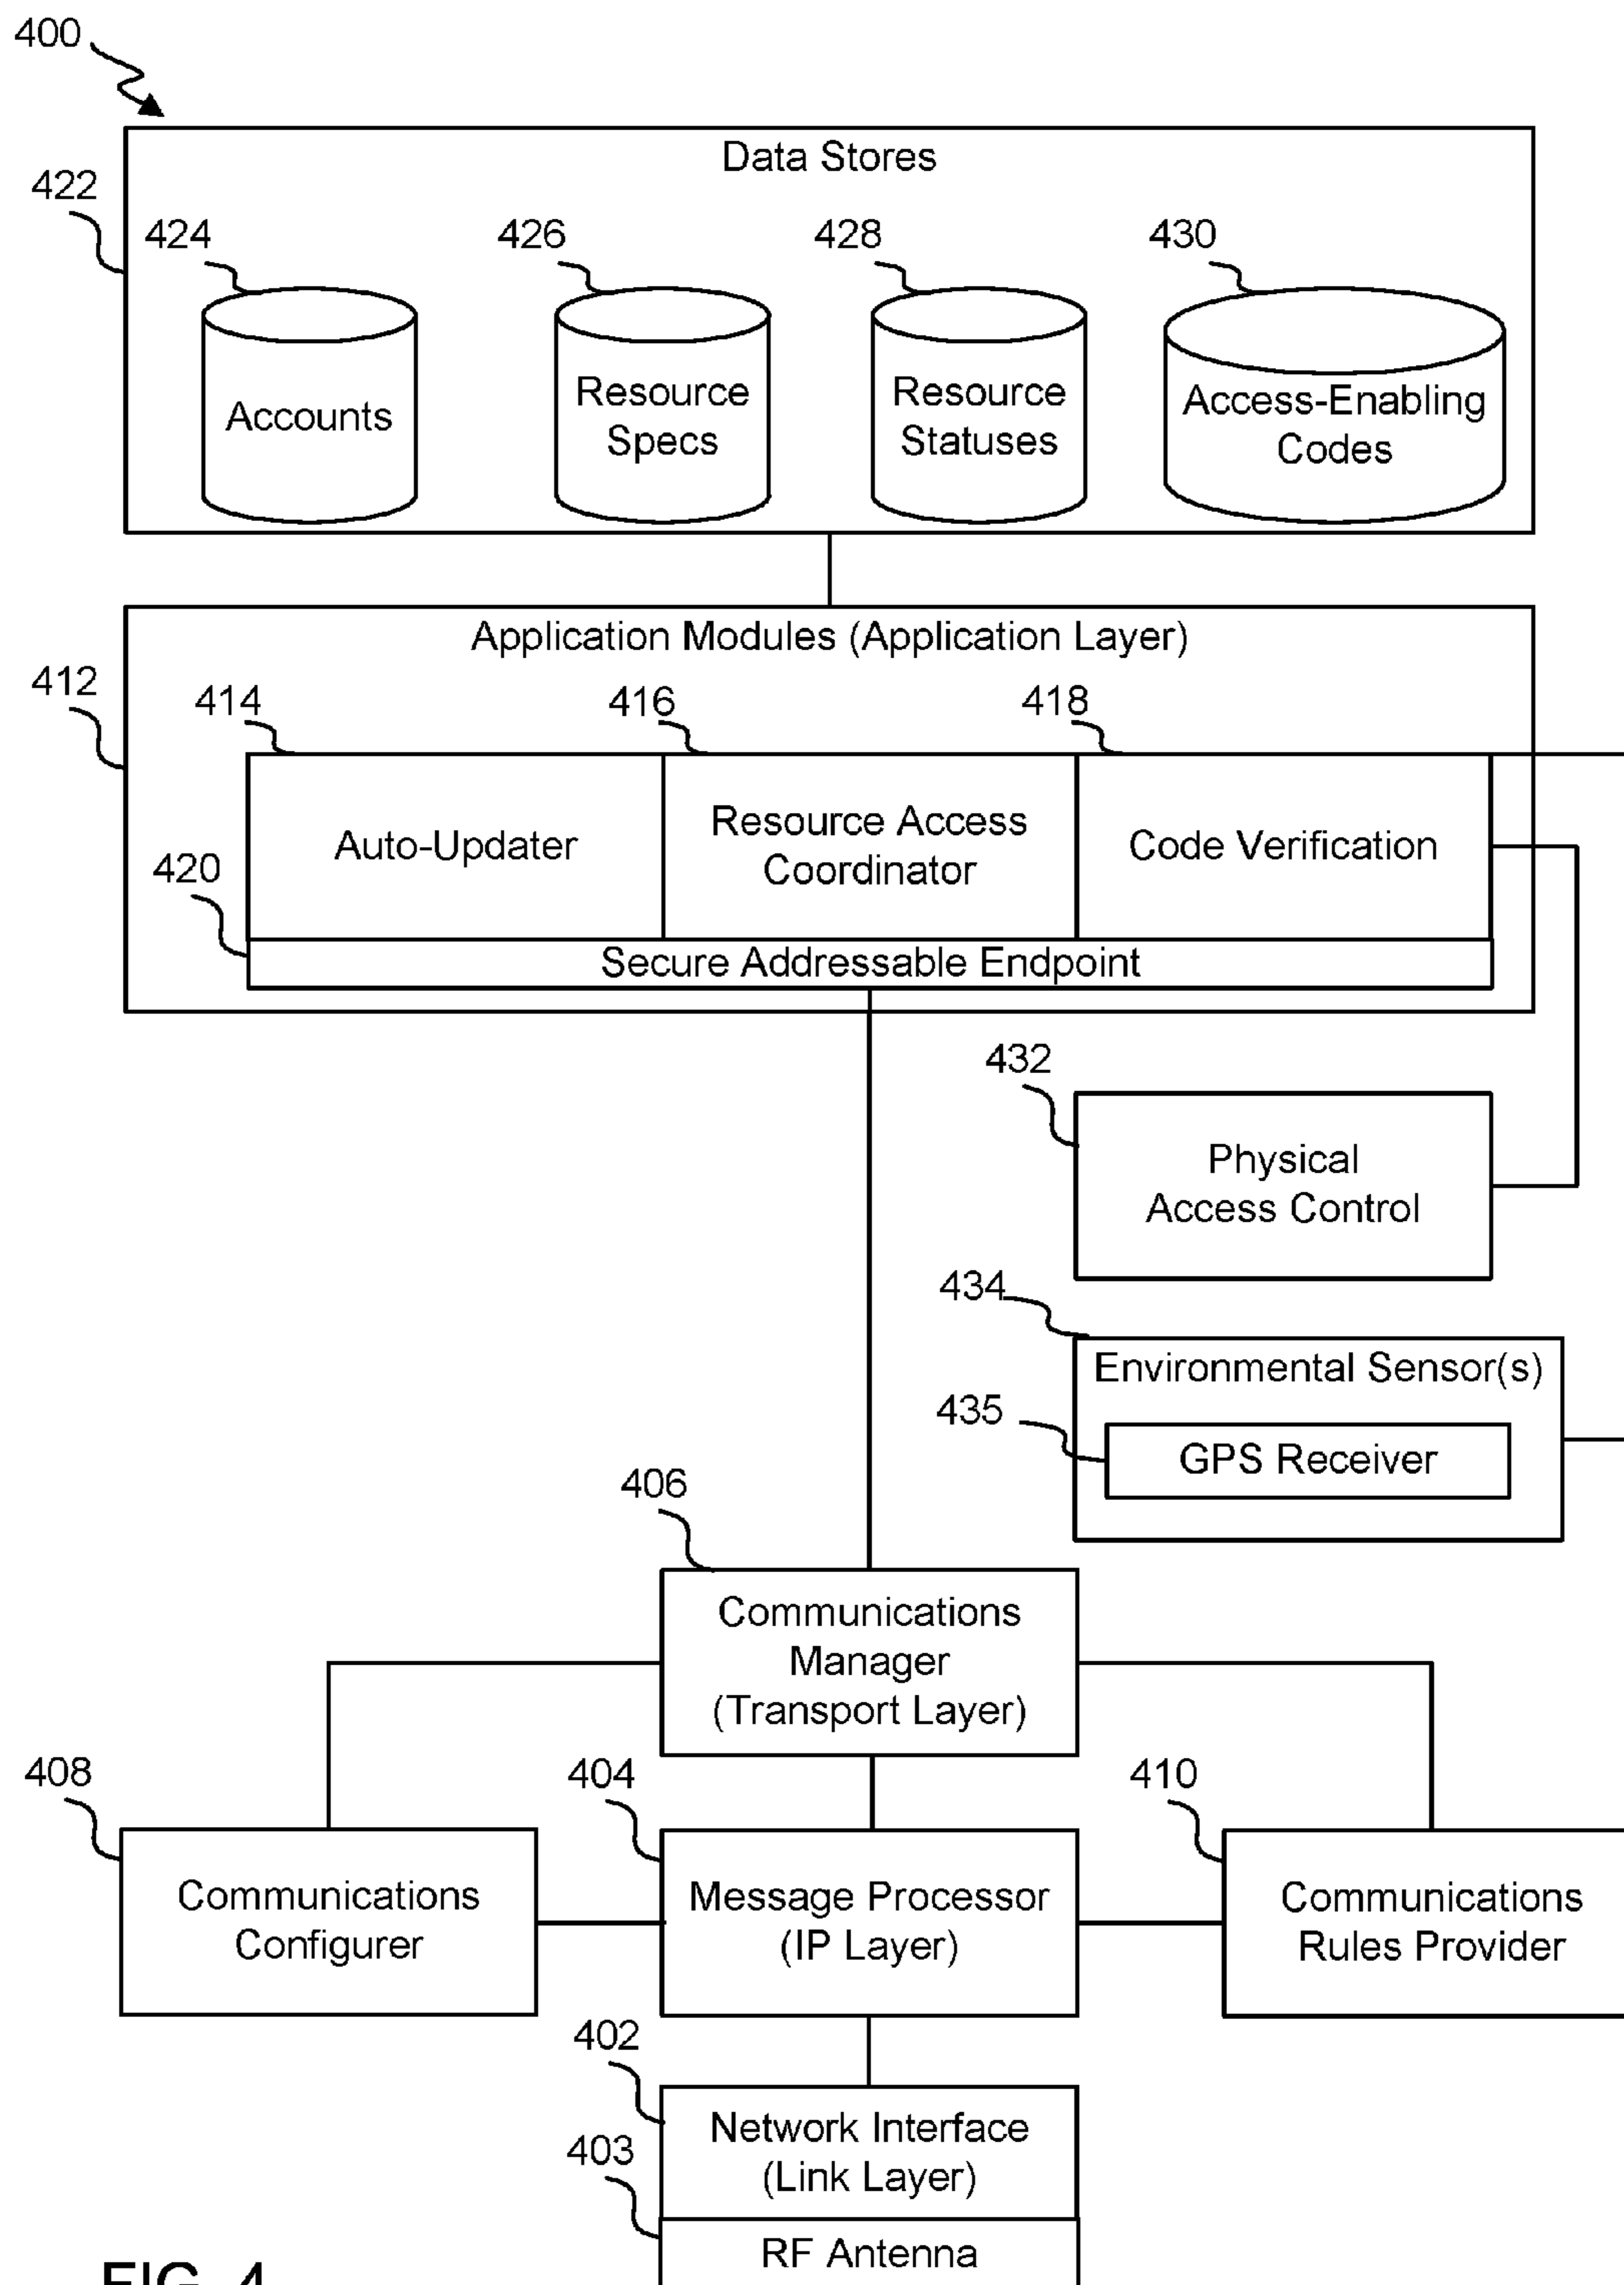 400
Data Stores
422
424
426
428
430
Accounts
Resource
Specs
Resource
Statuses
Access-Enabling
Codes
Application Modules (Application Layer)
412
414
416
418
Auto-Updater
Resource Access
Coordinator
Code Verification
420
Secure Addressable Endpoint
432
Physical
Access Control
434
Environmental Sensor(s)
435
GPS Receiver
406
Communications
Manager
(Transport Layer)
408
404
410
Communications
Configurer
Message Processor
(IP Layer)
Communications
Rules Provider
402
Network Interface
(Link Layer)
403
RF Antenna
FIG. 4